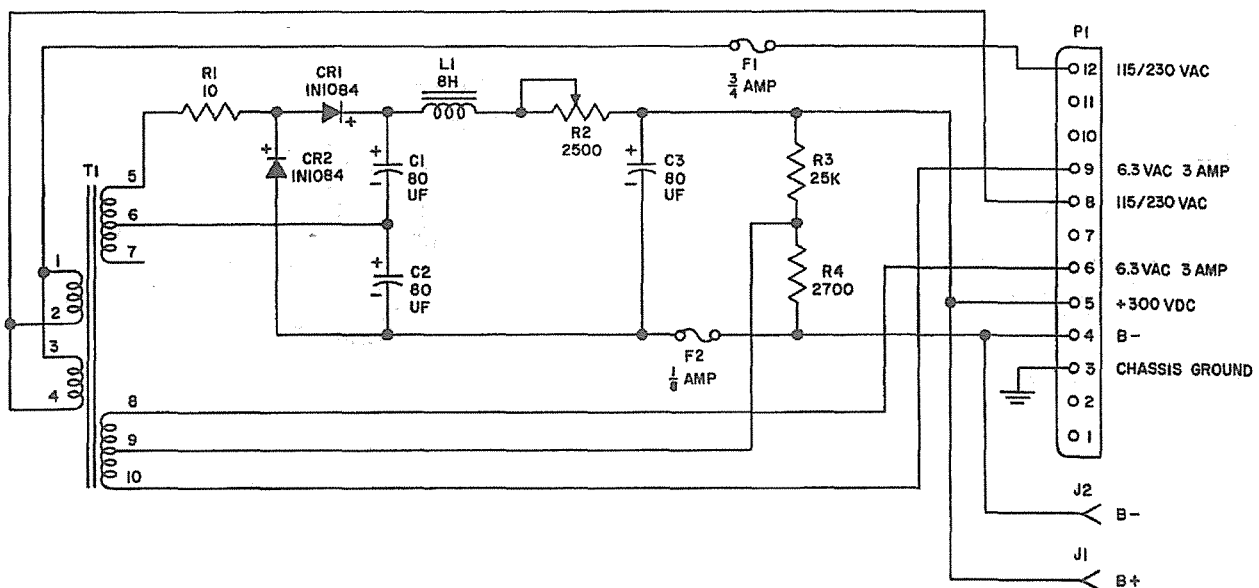 P1
12 115/230 VAC
11
10
9 6.3 VAC 3 AMP
8 115/230 VAC
7
6 6.3 VAC 3 AMP
5 +300 VDC
4 B-
3 CHASSIS GROUND
2
1
F1
3/4 AMP
R1
10
CR1
1N1084
+
L1
8H
R2
2500
+
CR2
1N1084
+
C1
80
UF
-
+
C3
80
UF
-
R3
25K
T1
5
6
7
+
C2
80
UF
-
R4
2700
1
2
3
4
F2
1/8 AMP
8
9
10
J2
B-
J1
B+